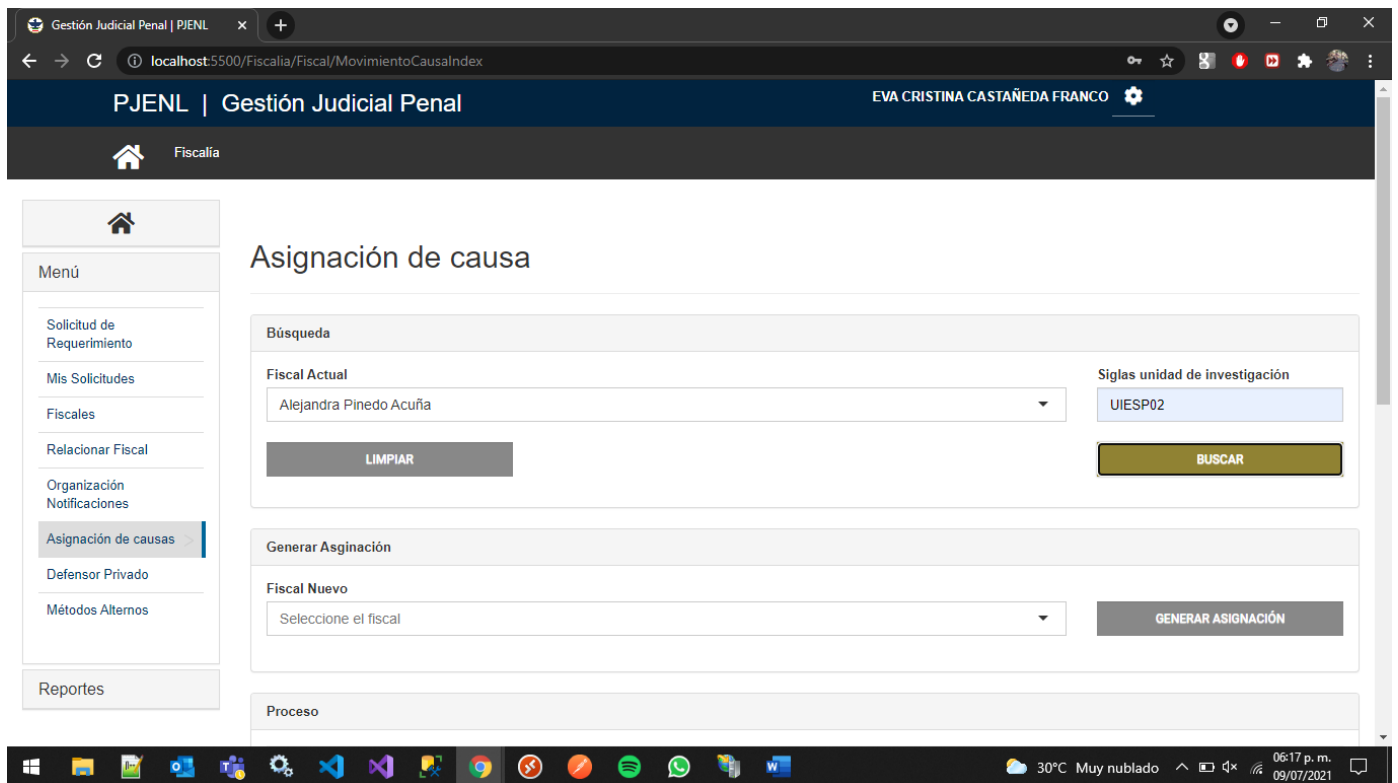 Gestión Judicial Penal | PJENL
localhost:5500/Fiscalia/Fiscal/MovimientoCausaIndex
PJENL | Gestión Judicial Penal
EVA CRISTINA CASTAÑEDA FRANCO
Fiscalía
Menú
Solicitud de
Requerimiento
Mis Solicitudes
Fiscales
Relacionar Fiscal
Organización
Notificaciones
Asignación de causas >
Defensor Privado
Métodos Alternos
Reportes
Asignación de causa
Búsqueda
Fiscal Actual
Siglas unidad de investigación
Alejandra Pinedo Acuña
UIESP02
LIMPIAR
BUSCAR
Generar Asginación
Fiscal Nuevo
Seleccione el fiscal
GENERAR ASIGNACIÓN
Proceso
30°C Muy nublado
06:17 p. m.
09/07/2021